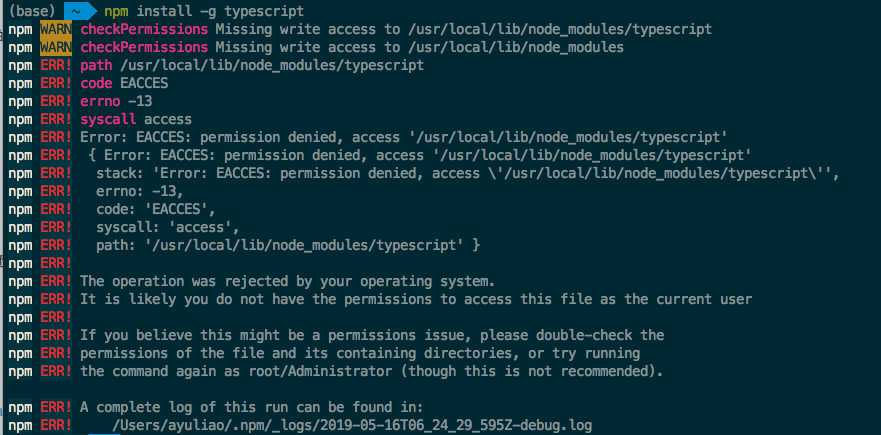 (base) ~ npm install -g typescript
npm WARN checkPermissions Missing write access to /usr/local/lib/node_modules/typescript
npm WARN checkPermissions Missing write access to /usr/local/lib/node_modules
npm ERR! path /usr/local/lib/node_modules/typescript
npm ERR! code EACCES
npm ERR! errno -13
npm ERR! syscall access
npm ERR! Error: EACCES: permission denied, access '/usr/local/lib/node_modules/typescript'
npm ERR!  { Error: EACCES: permission denied, access '/usr/local/lib/node_modules/typescript'
npm ERR!   stack: 'Error: EACCES: permission denied, access \'/usr/local/lib/node_modules/typescript\'',
npm ERR!   errno: -13,
npm ERR!   code: 'EACCES',
npm ERR!   syscall: 'access',
npm ERR!   path: '/usr/local/lib/node_modules/typescript' }
npm ERR!
npm ERR! The operation was rejected by your operating system.
npm ERR! It is likely you do not have the permissions to access this file as the current user
npm ERR!
npm ERR! If you believe this might be a permissions issue, please double-check the
npm ERR! permissions of the file and its containing directories, or try running
npm ERR! the command again as root/Administrator (though this is not recommended).
npm ERR! A complete log of this run can be found in:
npm ERR!     /Users/ayuliao/.npm/_logs/2019-05-16T06_24_29_595Z-debug.log